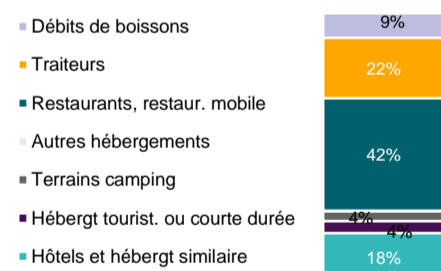 Débits de boissons 9%
Traiteurs 22%
Restaurants, restaur. mobile 42%
Autres hébergements
Terrains camping 4%
Hébergt tourist. ou courte durée 4%
Hôtels et hébergt similaire 18%